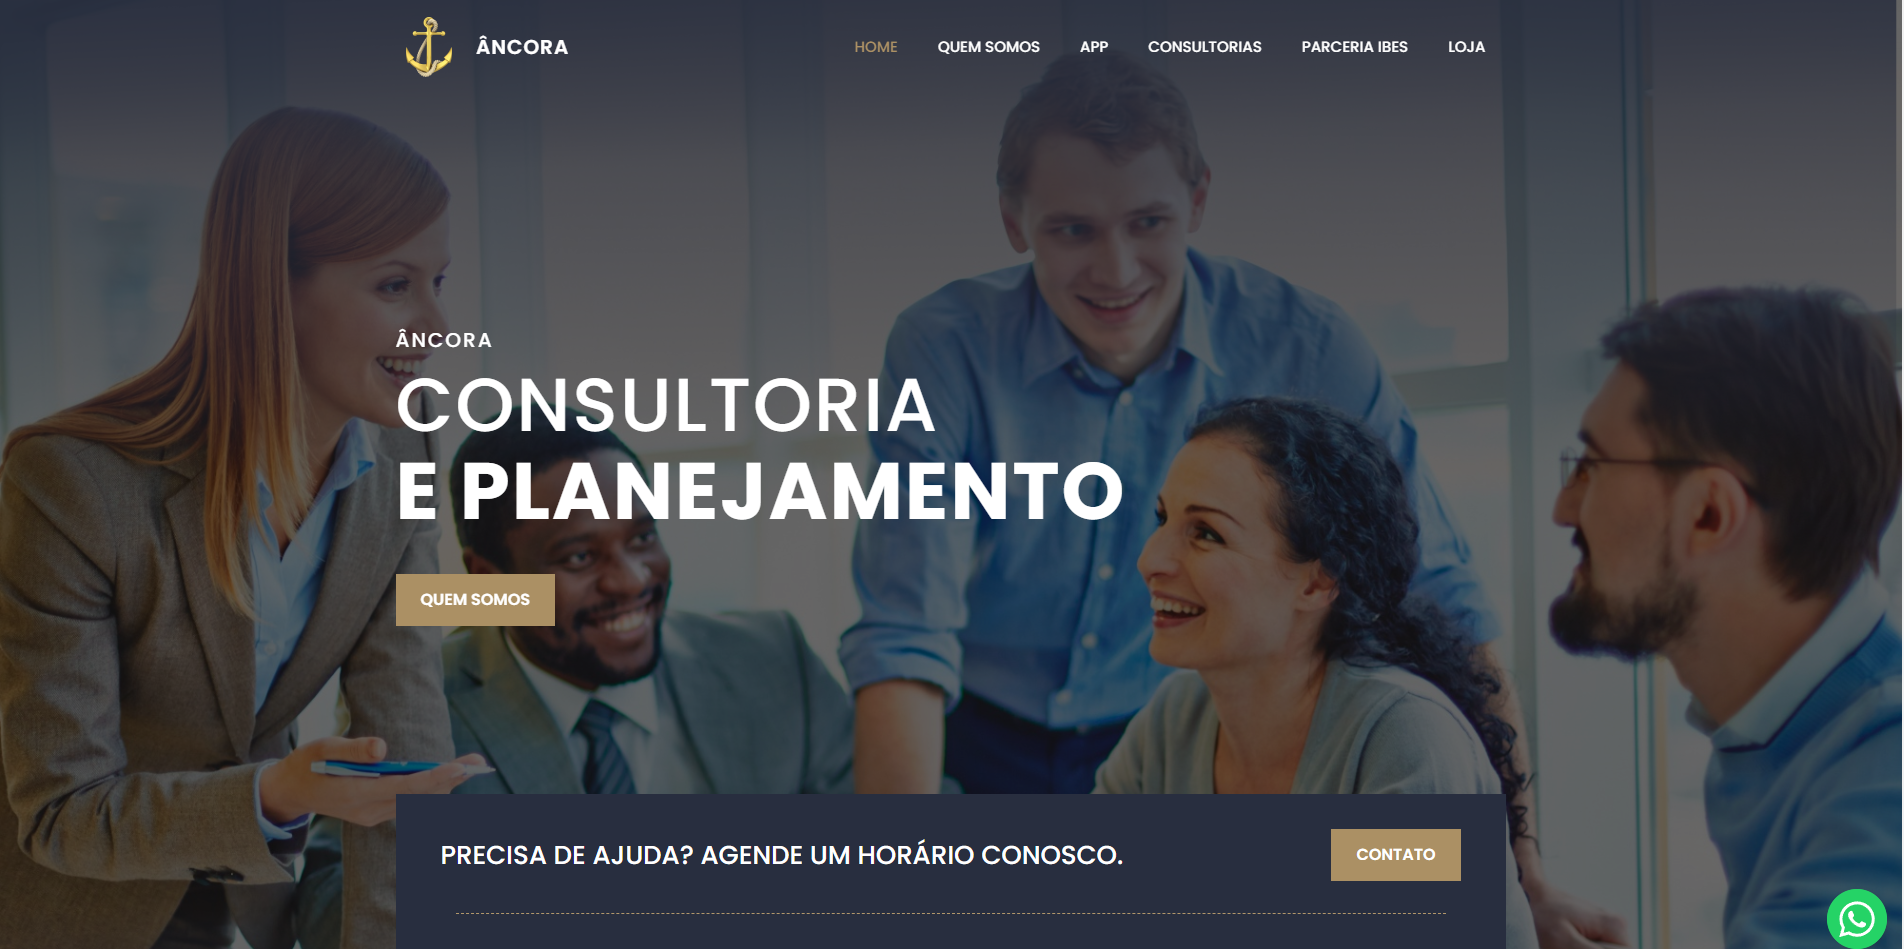 ÂNCORA
HOME QUEM SOMOS APP CONSULTORIAS PARCERIA IBES LOJA
ÂNCORA
CONSULTORIA
E PLANEJAMENTO
QUEM SOMOS
PRECISA DE AJUDA? AGENDE UM HORÁRIO CONOSCO.
CONTATO